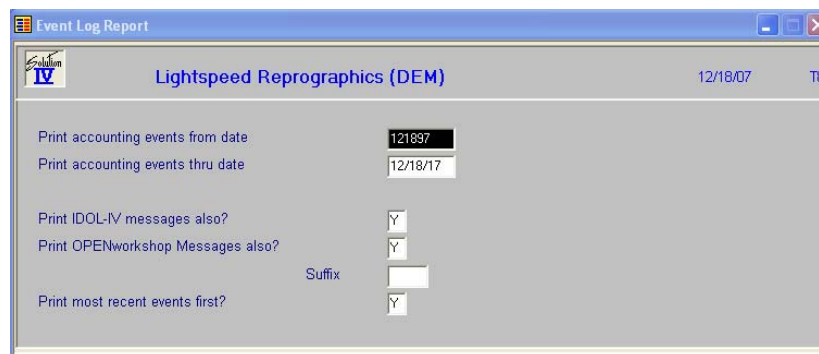 Event Log Report
Solution
IV
Lightspeed Reprographics (DEM) 12/18/07
Print accounting events from date 121897
Print accounting events thru date 12/18/17
Print IDOL-IV messages also? Y
Print OPENworkshop Messages also? Y
Suffix
Print most recent events first? Y